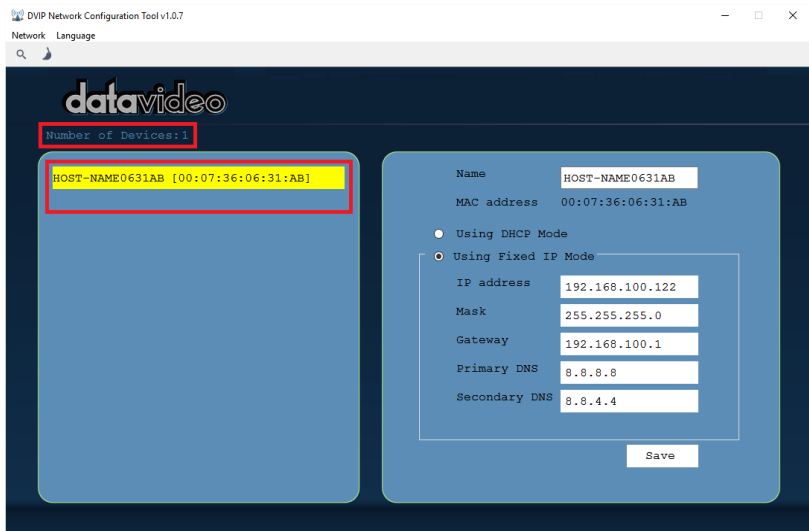 DVIP Network Configuration Tool v1.0.7
Network Language
datavideo
Number of Devices:1
HOST-NAME0631AB [00:07:36:06:31:AB]
Name HOST-NAME0631AB
MAC address 00:07:36:06:31:AB
Using DHCP Mode
Using Fixed IP Mode
IP address 192.168.100.122
Mask 255.255.255.0
Gateway 192.168.100.1
Primary DNS 8.8.8.8
Secondary DNS 8.8.4.4
Save